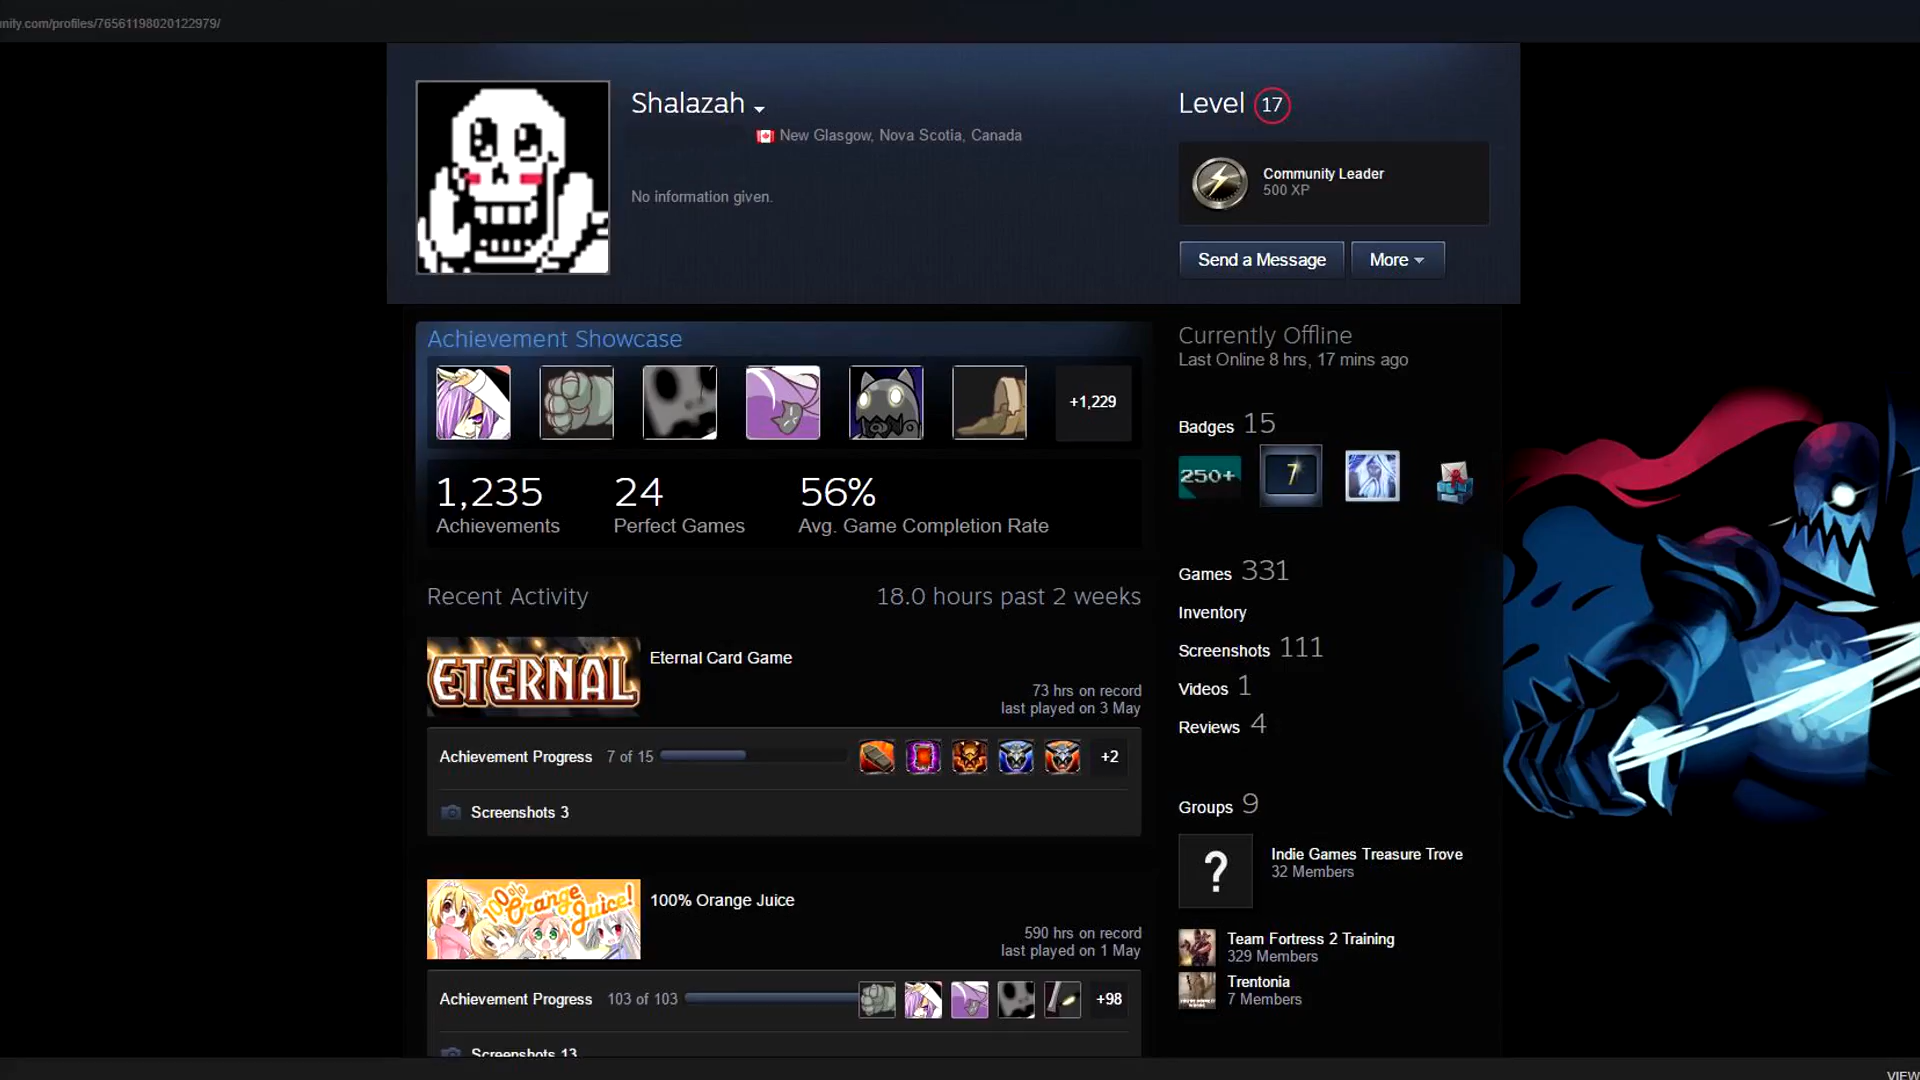 nity.com/profiles/76561198020122979/
Shalazah
New Glasgow, Nova Scotia, Canada
No information given.
Level 17
Community Leader
500 XP
Send a Message
More
Achievement Showcase
+1,229
1,235
Achievements
24
Perfect Games
56%
Avg. Game Completion Rate
Recent Activity
18.0 hours past 2 weeks
ETERNAL
Eternal Card Game
73 hrs on record
last played on 3 May
Achievement Progress 7 of 15
+2
Screenshots 3
100% Orange Juice!
100% Orange Juice
590 hrs on record
last played on 1 May
Achievement Progress 103 of 103
+98
Screenshots 13
Currently Offline
Last Online 8 hrs, 17 mins ago
Badges 15
250+
7
Games 331
Inventory
Screenshots 111
Videos 1
Reviews 4
Groups 9
?
Indie Games Treasure Trove
32 Members
Team Fortress 2 Training
329 Members
Trentonia
7 Members
VIEW